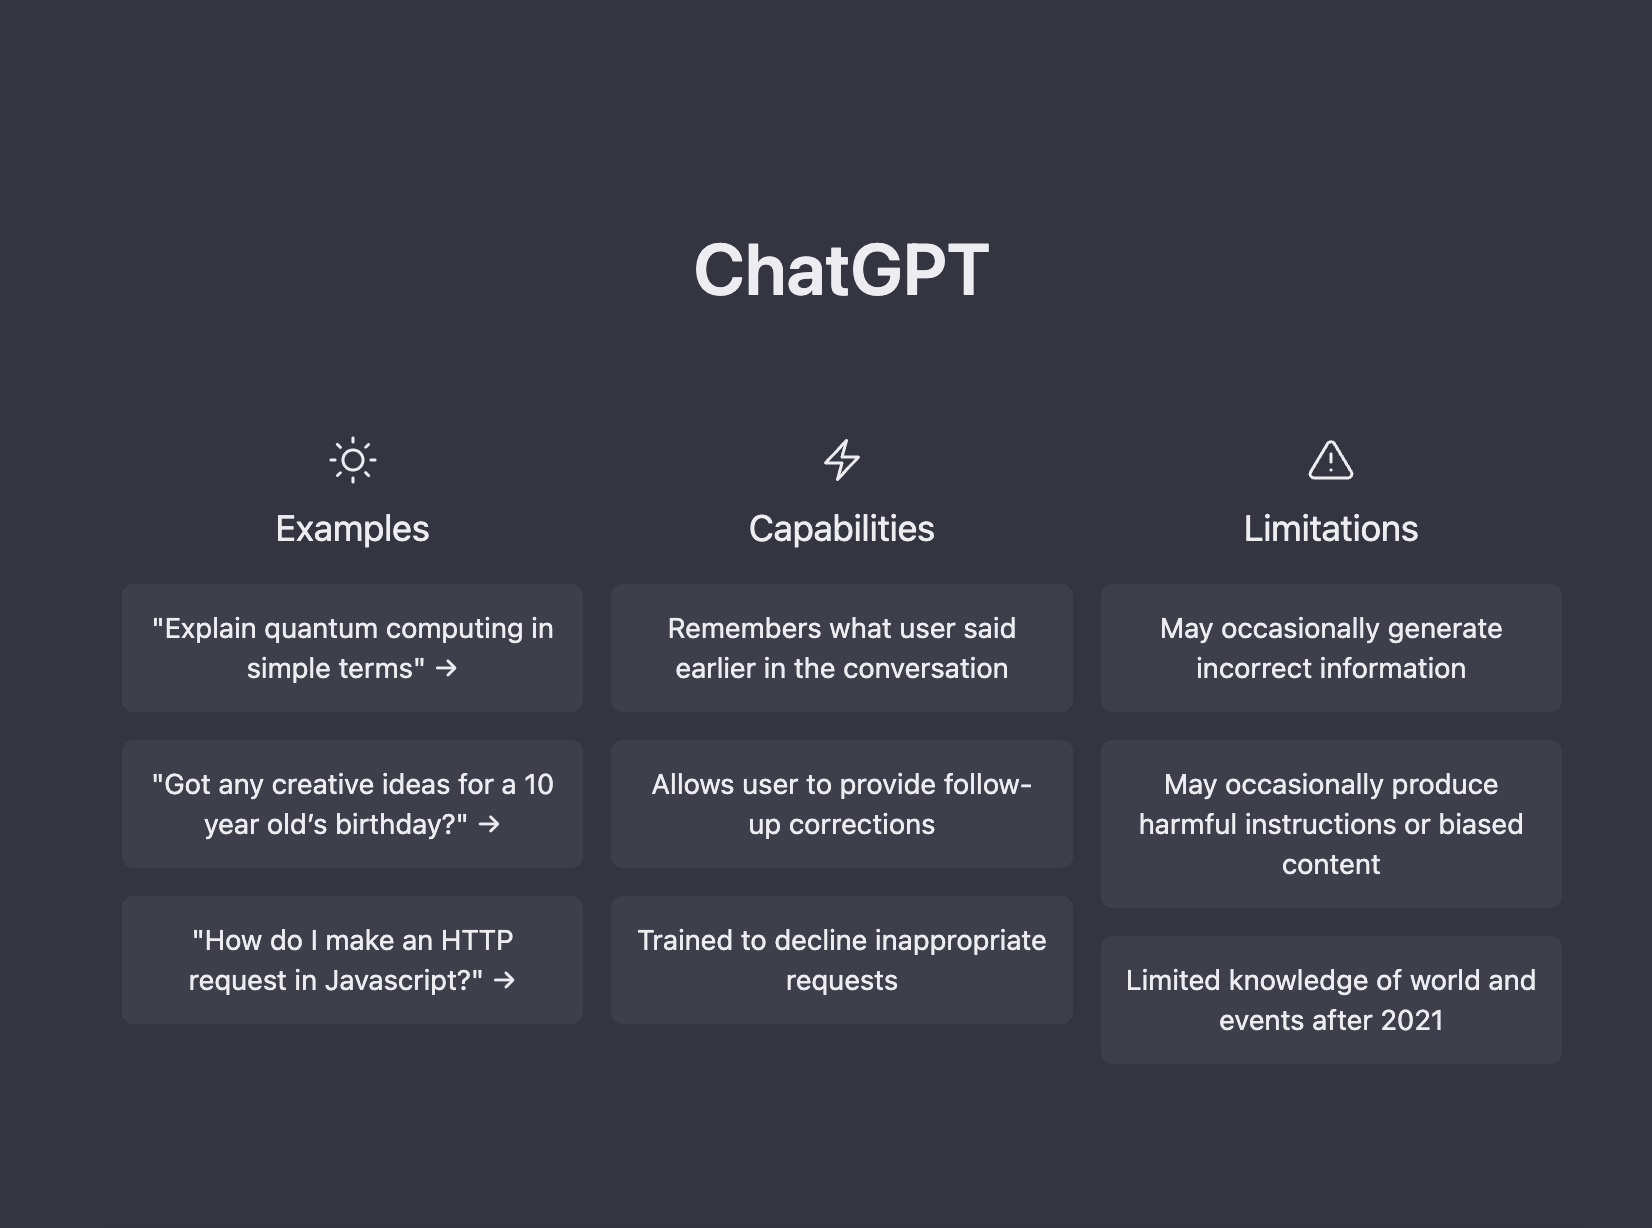 ChatGPT
Examples
"Explain quantum computing in
simple terms" →
"Got any creative ideas for a 10
year old’s birthday?" →
"How do I make an HTTP
request in Javascript?" →
Capabilities
Remembers what user said
earlier in the conversation
Allows user to provide follow-
up corrections
Trained to decline inappropriate
requests
Limitations
May occasionally generate
incorrect information
May occasionally produce
harmful instructions or biased
content
Limited knowledge of world and
events after 2021